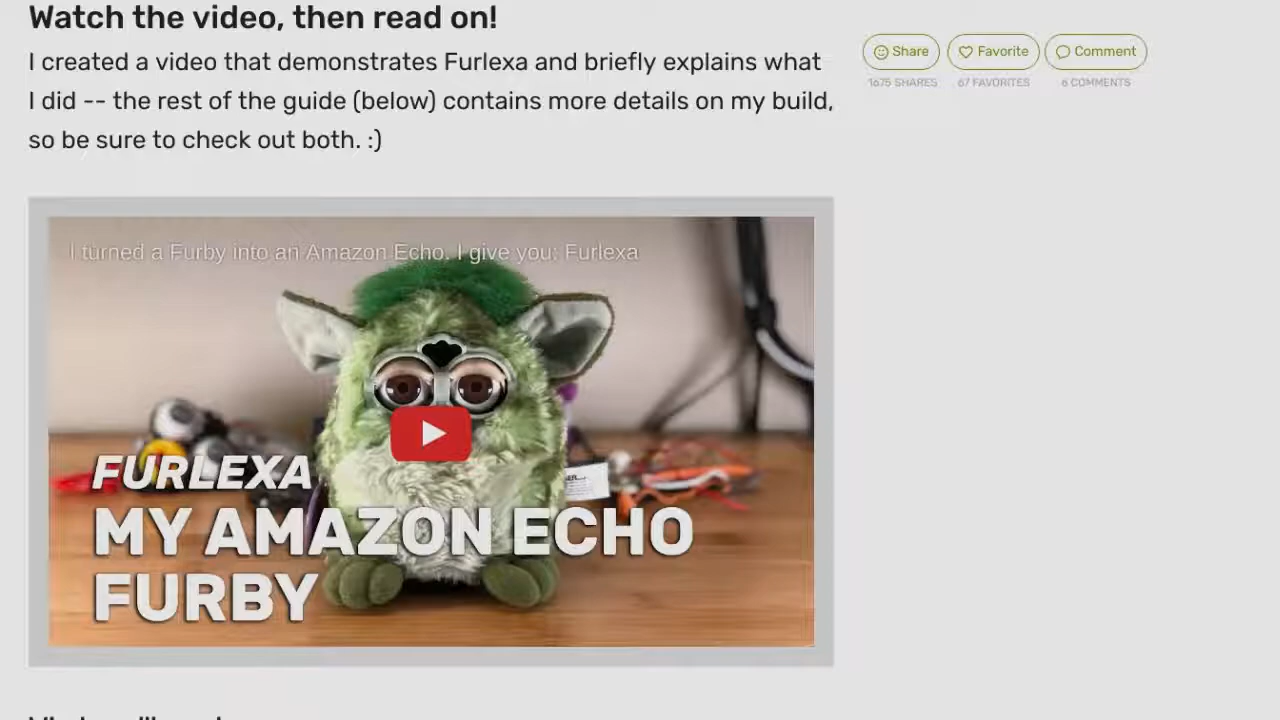 Watch the video, then read on!
I created a video that demonstrates Furlexa and briefly explains what
I did -- the rest of the guide (below) contains more details on my build,
so be sure to check out both. :)
Share
Favorite
Comment
1675 SHARES
67 FAVORITES
6 COMMENTS
I turned a Furby into an Amazon Echo. I give you: Furlexa
FURLEXA
MY AMAZON ECHO
FURBY